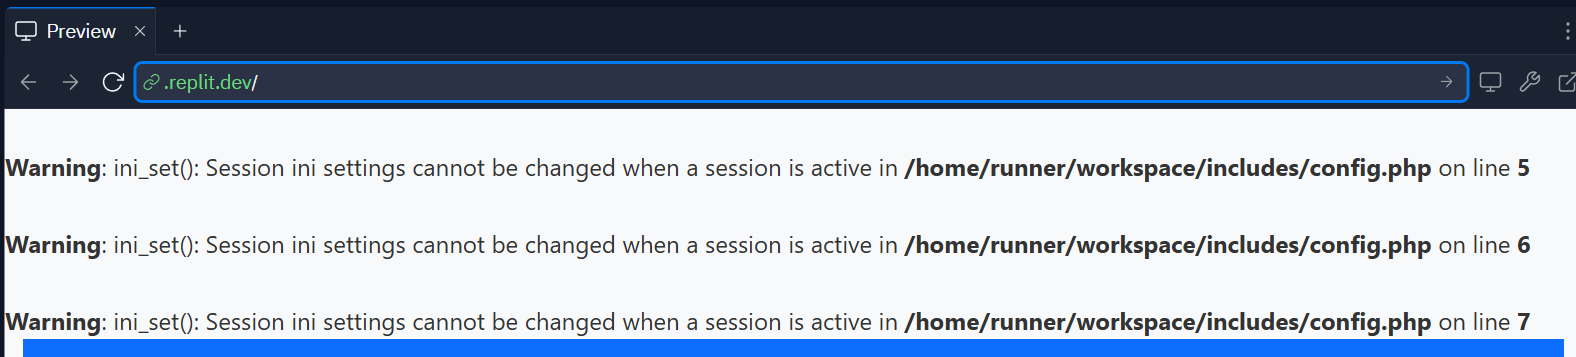 Preview
.replit.dev/
Warning: ini_set(): Session ini settings cannot be changed when a session is active in /home/runner/workspace/includes/config.php on line 5
Warning: ini_set(): Session ini settings cannot be changed when a session is active in /home/runner/workspace/includes/config.php on line 6
Warning: ini_set(): Session ini settings cannot be changed when a session is active in /home/runner/workspace/includes/config.php on line 7